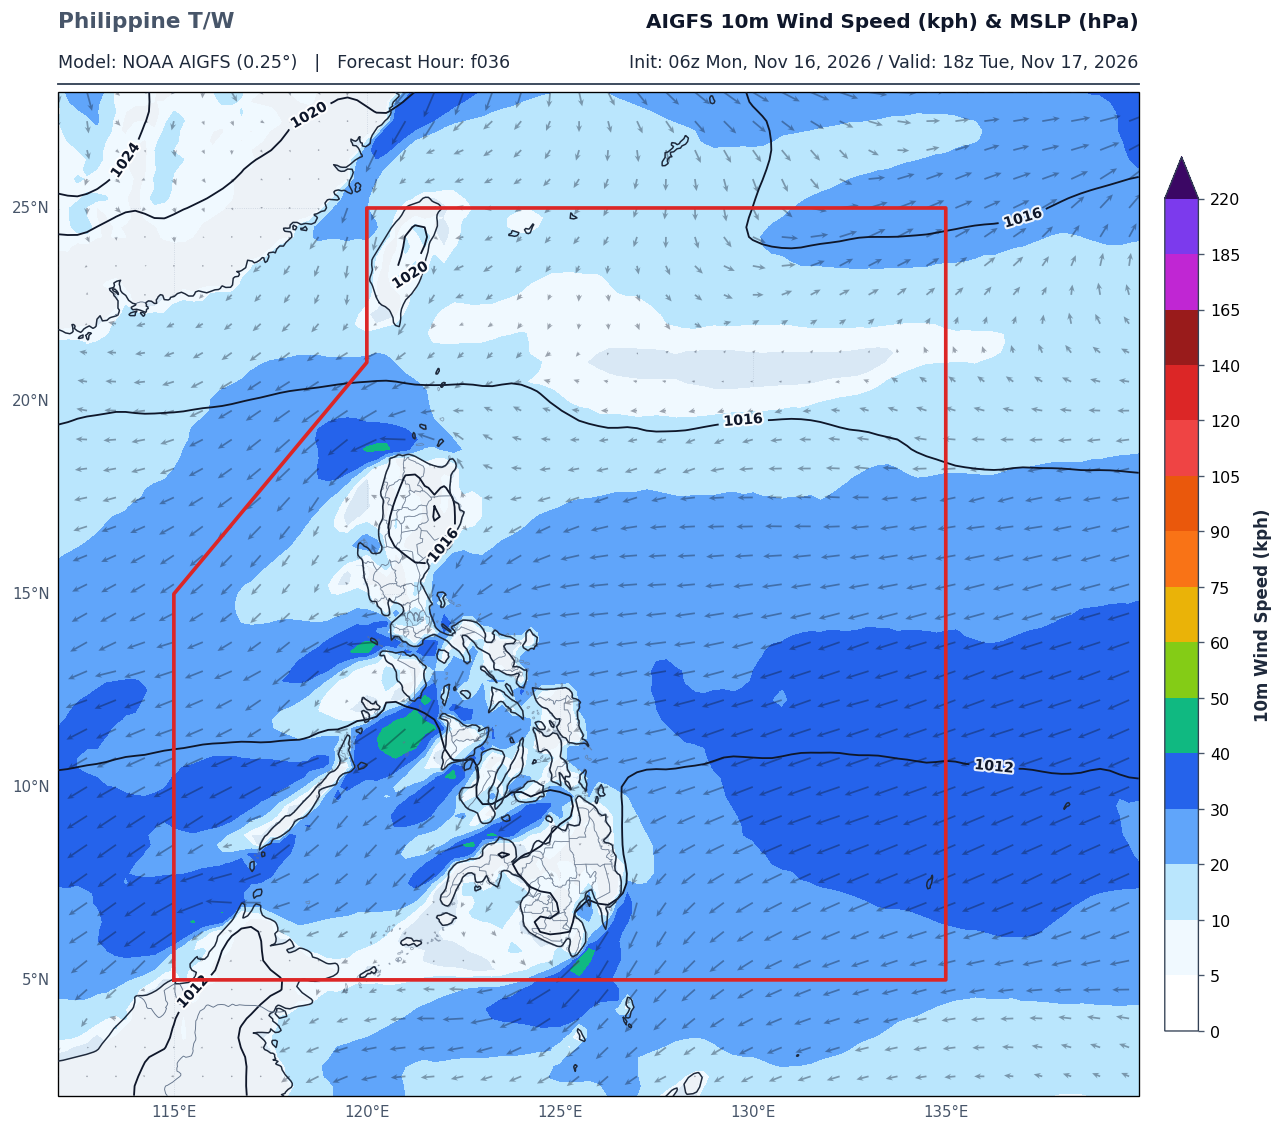 Philippine T/W
AIGFS 10m Wind Speed (kph) & MSLP (hPa)
Model: NOAA AIGFS (0.25°) | Forecast Hour: f036
Init: 06z Mon, Nov 16, 2026 / Valid: 18z Tue, Nov 17, 2026
1020
1024
25°N
1016
1020
20°N
1016
1016
15°N
1012
10°N
5°N
1012
115°E
120°E
125°E
130°E
135°E
220
185
165
140
120
105
90
75
60
50
40
30
20
10
5
0
10m Wind Speed (kph)